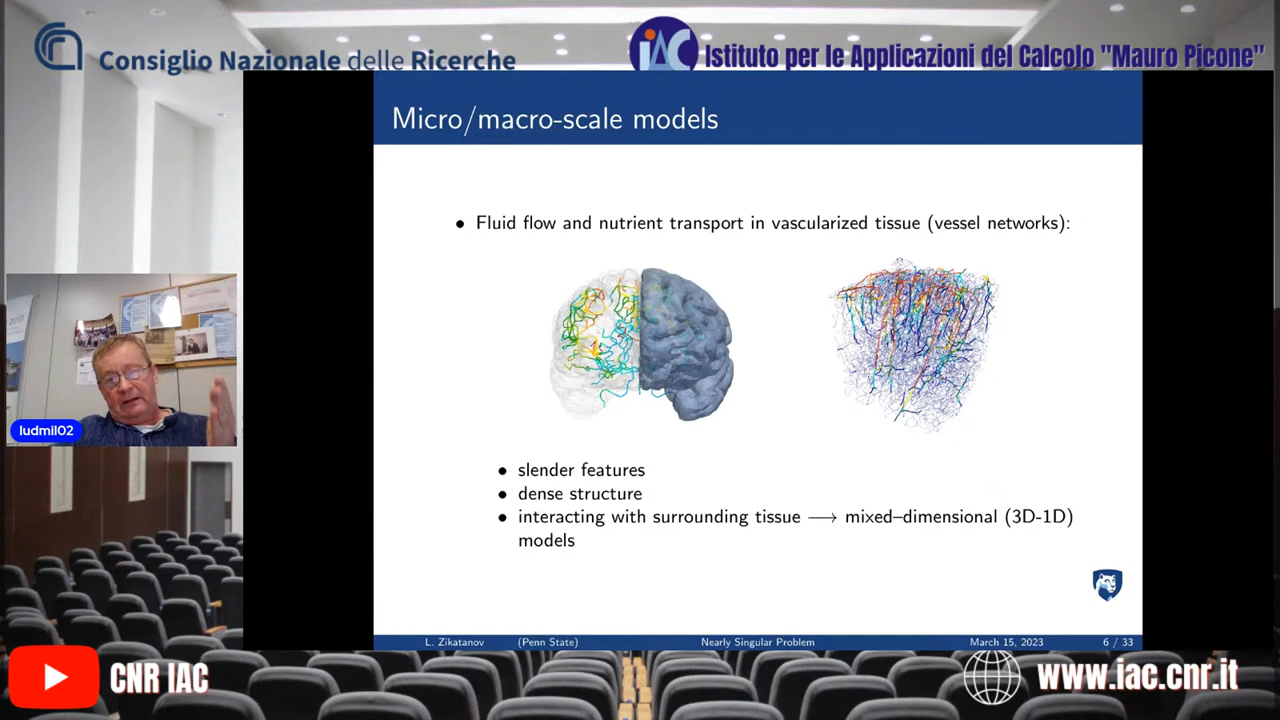 Consiglio Nazionale delle Ricerche
iAC
Istituto per le Applicazioni del Calcolo "Mauro Picone"
Micro/macro-scale models
• Fluid flow and nutrient transport in vascularized tissue (vessel networks):
• slender features
• dense structure
• interacting with surrounding tissue ⟶ mixed–dimensional (3D-1D)
models
ludmil02
L. Zikatanov (Penn State) Nearly Singular Problem March 15, 2023 6 / 33
CNR IAC
www.iac.cnr.it